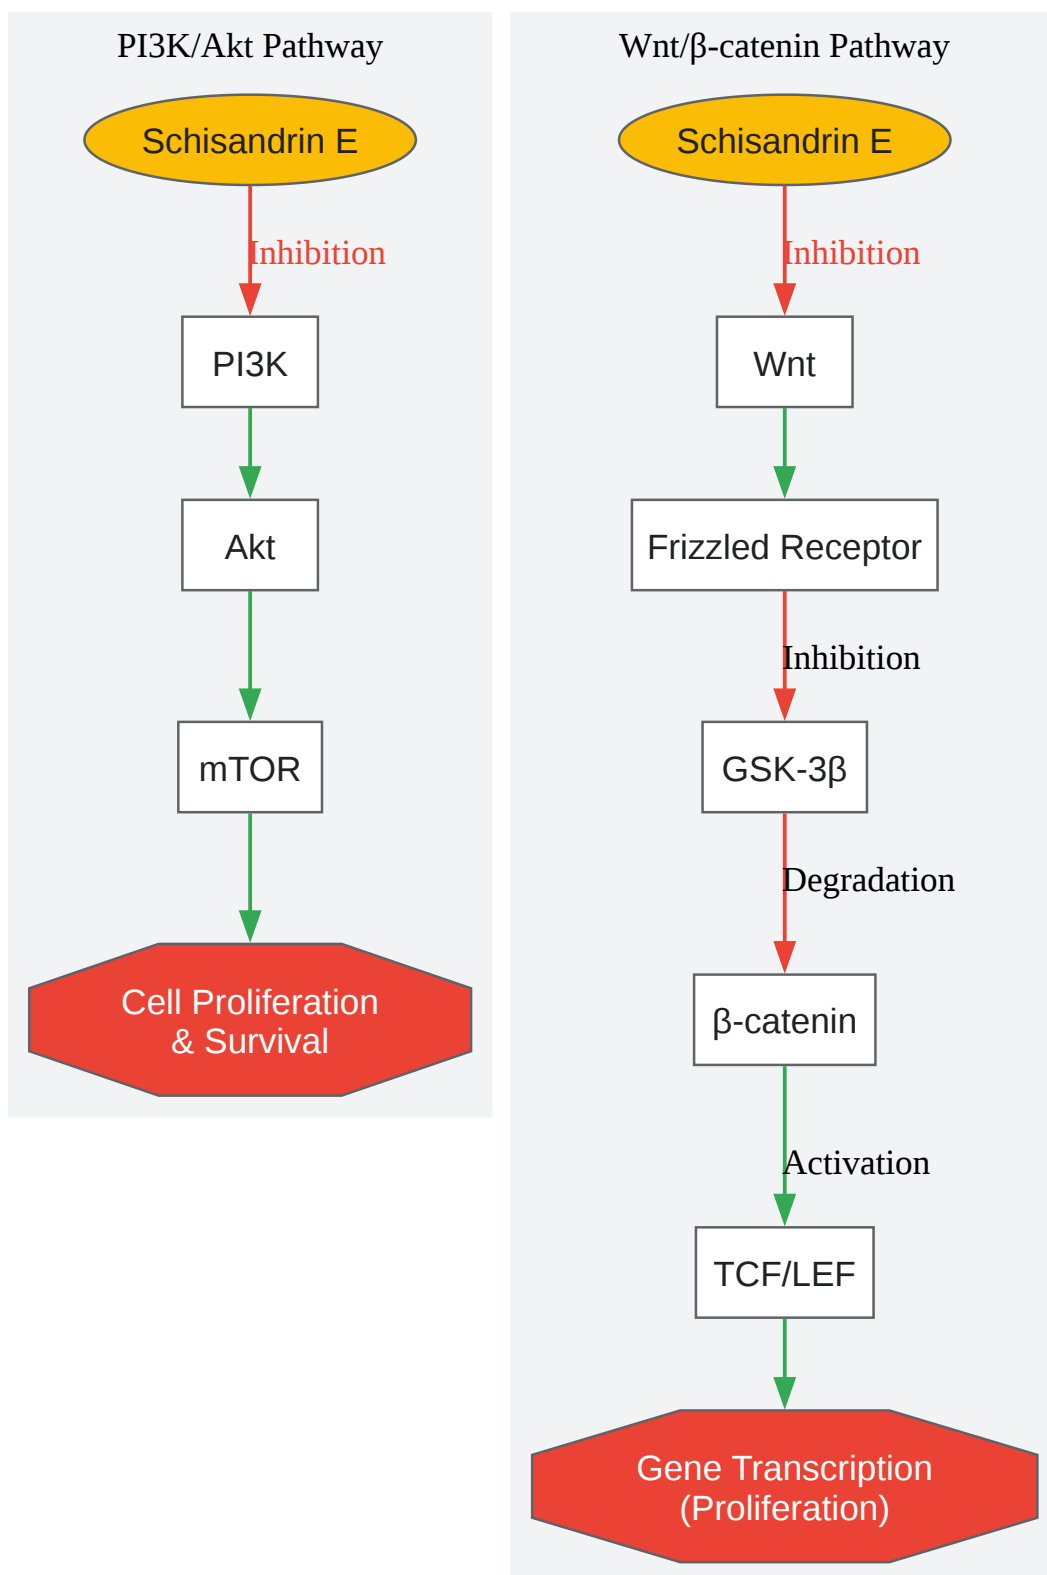 PI3K/Akt Pathway
Schisandrin E
Inhibition
PI3K
Akt
mTOR
Cell Proliferation
& Survival
Wnt/β-catenin Pathway
Schisandrin E
Inhibition
Wnt
Frizzled Receptor
Inhibition
GSK-3β
Degradation
β-catenin
Activation
TCF/LEF
Gene Transcription
(Proliferation)